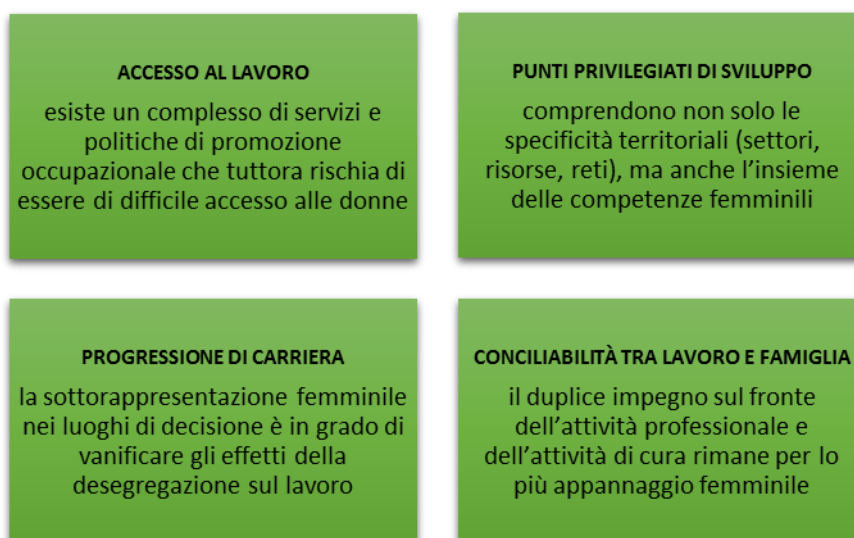 ACCESSO AL LAVORO
esiste un complesso di servizi e
politiche di promozione
occupazionale che tuttora rischia di
essere di difficile accesso alle donne
PUNTI PRIVILEGIATI DI SVILUPPO
comprendono non solo le
specificità territoriali (settori,
risorse, reti), ma anche l’insieme
delle competenze femminili
PROGRESSIONE DI CARRIERA
la sottorappresentazione femminile
nei luoghi di decisione è in grado di
vanificare gli effetti della
desegregazione sul lavoro
CONCILIABILITÀ TRA LAVORO E FAMIGLIA
il duplice impegno sul fronte
dell’attività professionale e
dell’attività di cura rimane per lo
più appannaggio femminile